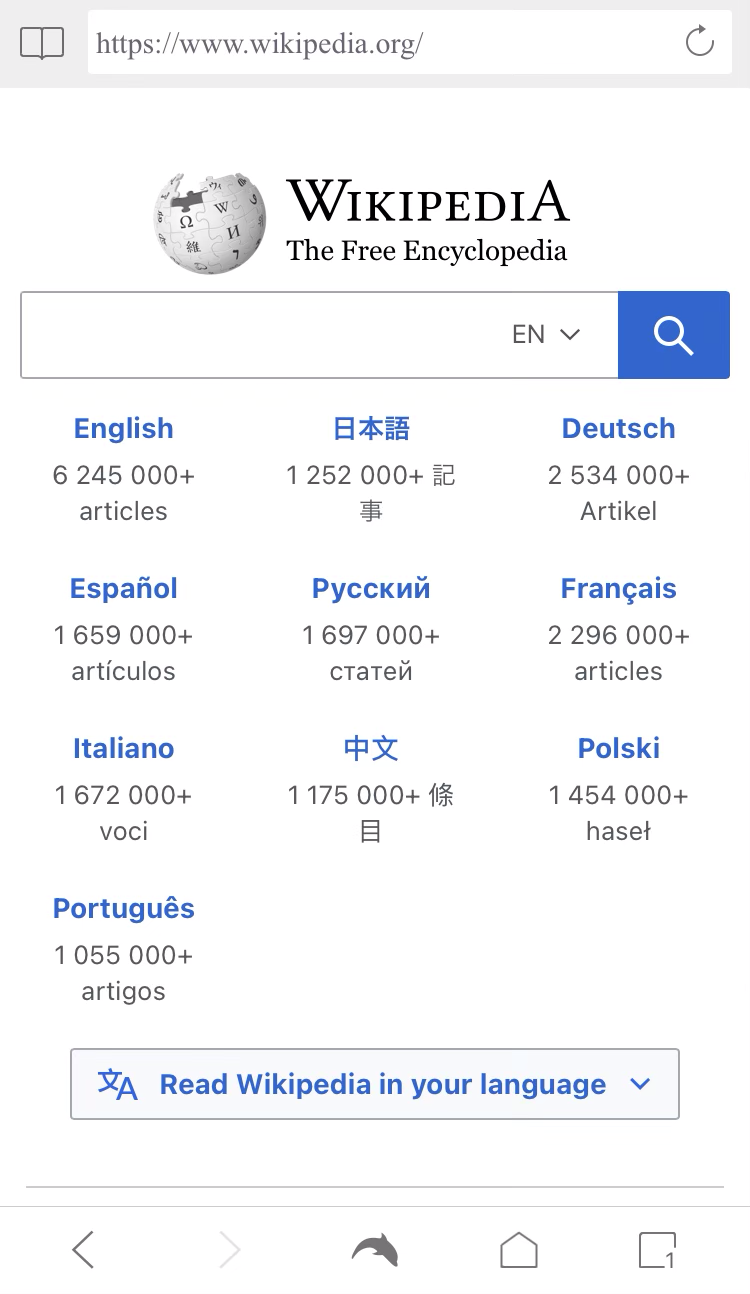 https://www.wikipedia.org/
WIKIPEDIA
The Free Encyclopedia
EN
English
6 245 000+
articles
日本語
1 252 000+ 記
事
Deutsch
2 534 000+
Artikel
Español
1 659 000+
artículos
Русский
1 697 000+
статей
Français
2 296 000+
articles
Italiano
1 672 000+
voci
中文
1 175 000+ 條
目
Polski
1 454 000+
haseł
Português
1 055 000+
artigos
Read Wikipedia in your language
1